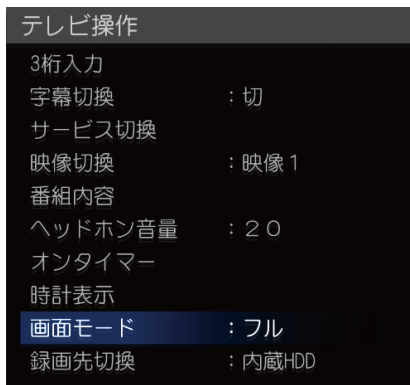 テレビ操作
3桁入力
字幕切換 ：切
サービス切換
映像切換 ：映像１
番組内容
ヘッドホン音量 ：２０
オンタイマー
時計表示
画面モード ：フル
録画先切換 ：内蔵HDD